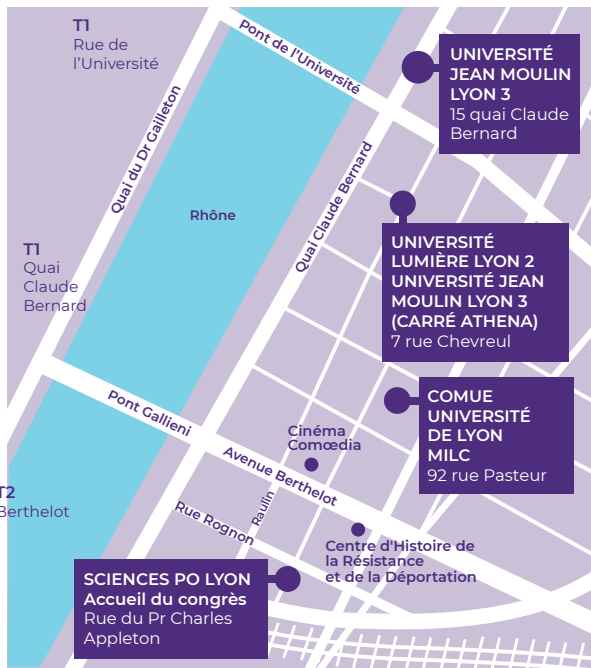 T1
Rue de
l'Université
Pont de l'Université
UNIVERSITÉ
JEAN MOULIN
LYON 3
15 quai Claude
Bernard
Quai du Dr Gailleton
Rhône
Quai Claude Bernard
T1
Quai
Claude
Bernard
UNIVERSITÉ
LUMIÈRE LYON 2
UNIVERSITÉ JEAN
MOULIN LYON 3
(CARRÉ ATHENA)
7 rue Chevreul
COMUE
UNIVERSITÉ
DE LYON
MILC
92 rue Pasteur
Pont Gallieni
Cinéma
Comœdia
Avenue Berthelot
T2
Berthelot
Raulin
Rue Rognon
Centre d'Histoire de
la Résistance
et de la Déportation
SCIENCES PO LYON
Accueil du congrès
Rue du Pr Charles
Appleton